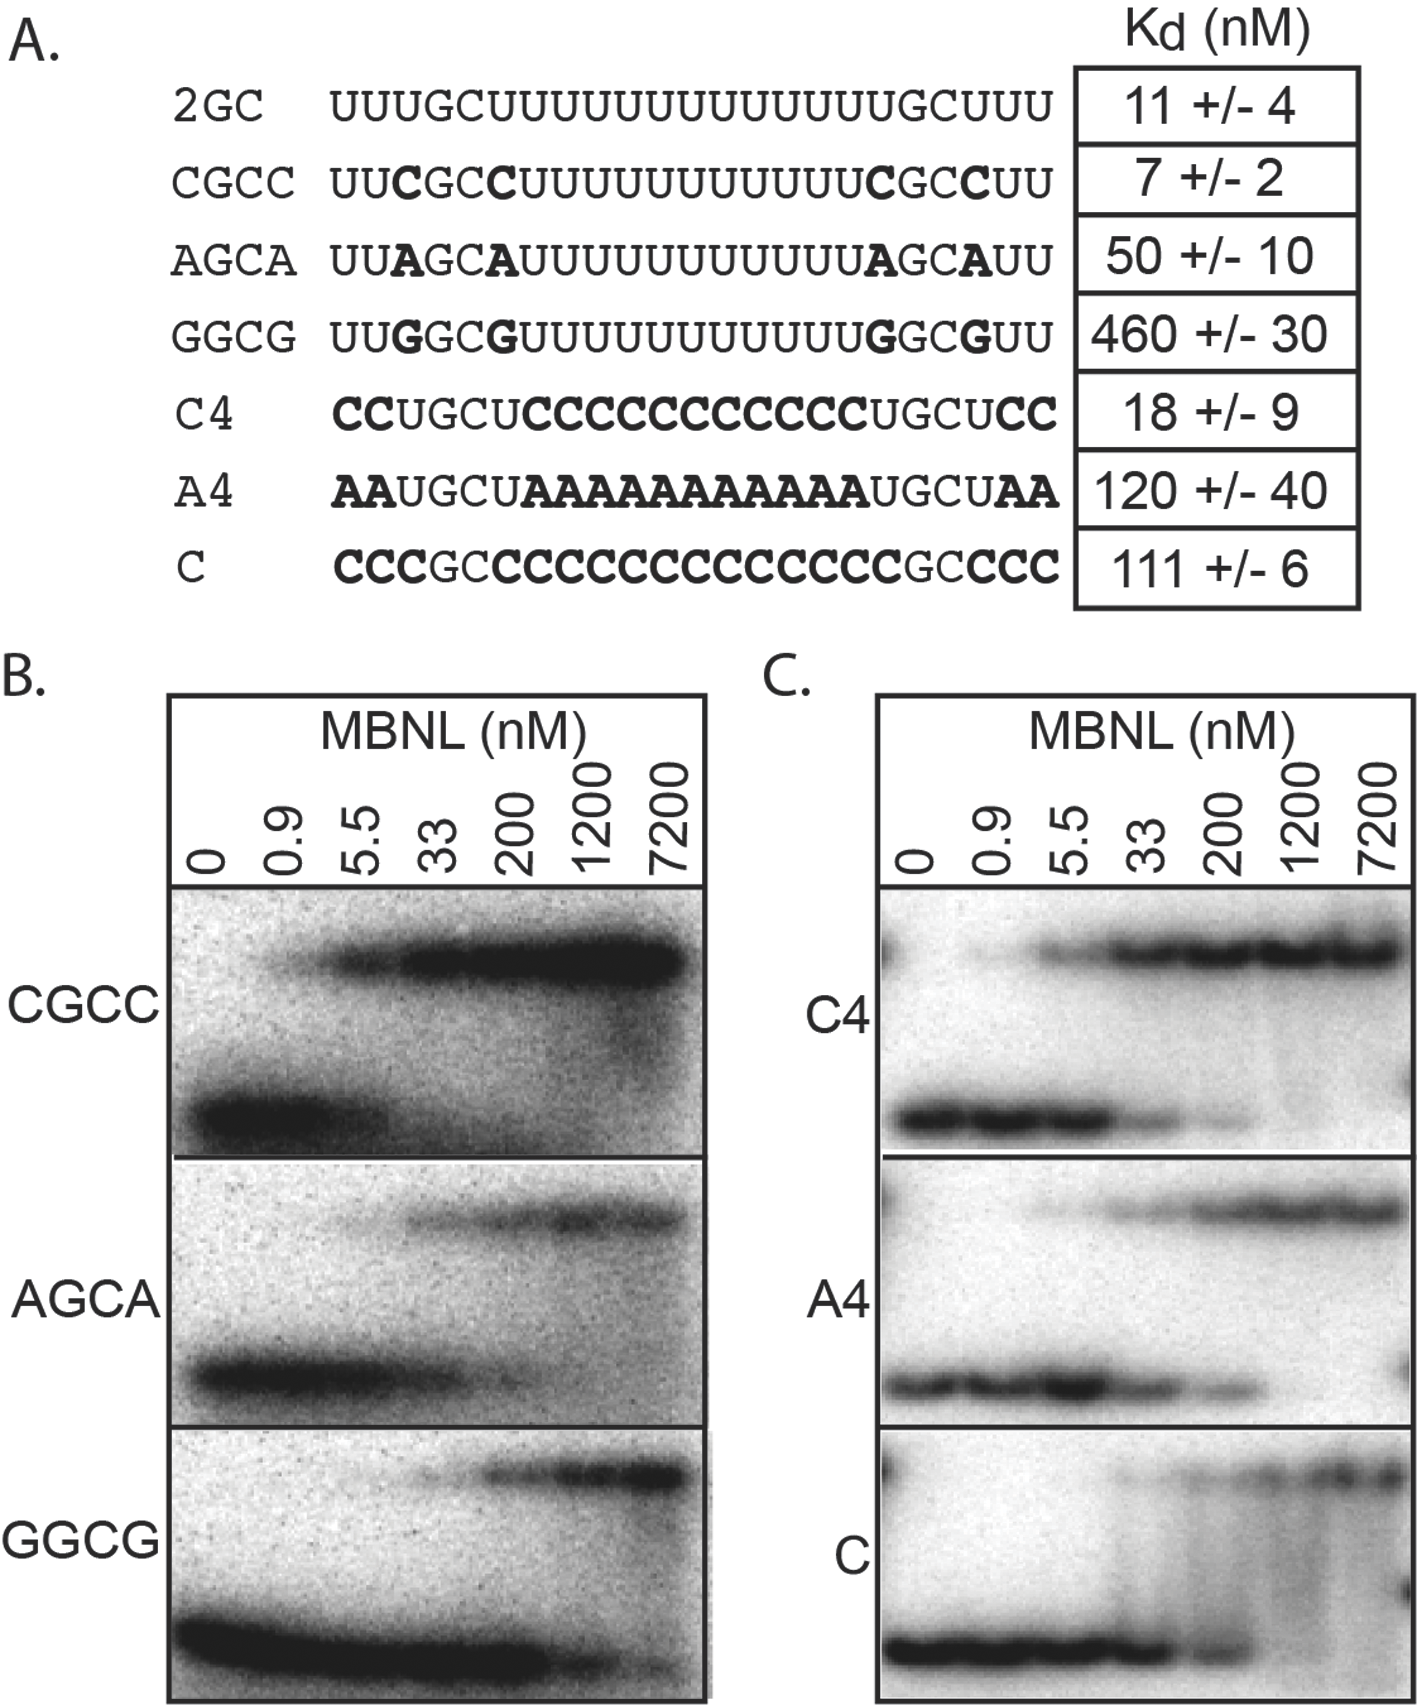 A.
Kd (nM)
2GC UUUGCUUUUUUUUUUUUUGCUUU 11 +/- 4
CGCC UUCGCCUUUUUUUUUUUCGCCUU 7 +/- 2
AGCA UUAGCAUUUUUUUUUUUAGCAUU 50 +/- 10
GGCG UUGGCGUUUUUUUUUUUGGCGUU 460 +/- 30
C4 CCUGCUCCCCCCCCCCCUGCUCC 18 +/- 9
A4 AAUGCUAAAAAAAAAAAUGCUAA 120 +/- 40
C CCCGCCCCCCCCCCCCCCGCCCC 111 +/- 6
B.
MBNL (nM)
0 0.9 5.5 33 200 1200 7200
CGCC
AGCA
GGCG
C.
MBNL (nM)
0 0.9 5.5 33 200 1200 7200
C4
A4
C